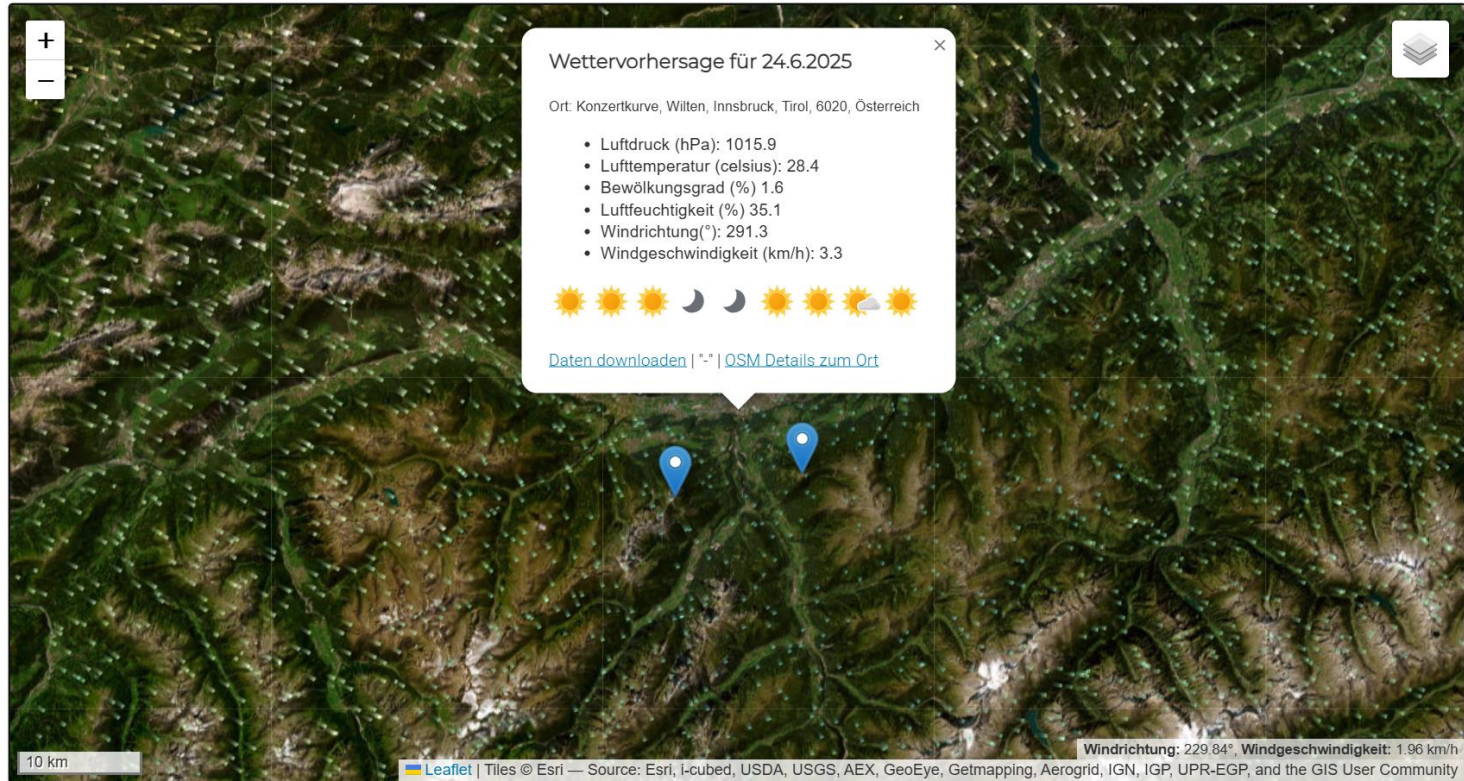 +
−
×
Wettervorhersage für 24.6.2025
Ort: Konzertkurve, Wilten, Innsbruck, Tirol, 6020, Österreich
• Luftdruck (hPa): 1015.9
• Lufttemperatur (celsius): 28.4
• Bewölkungsgrad (%) 1.6
• Luftfeuchtigkeit (%) 35.1
• Windrichtung(°): 291.3
• Windgeschwindigkeit (km/h): 3.3
Daten downloaden | "-" | OSM Details zum Ort
10 km
Windrichtung: 229.84°, Windgeschwindigkeit: 1.96 km/h
Leaflet | Tiles © Esri — Source: Esri, i-cubed, USDA, USGS, AEX, GeoEye, Getmapping, Aerogrid, IGN, IGP, UPR-EGP, and the GIS User Community